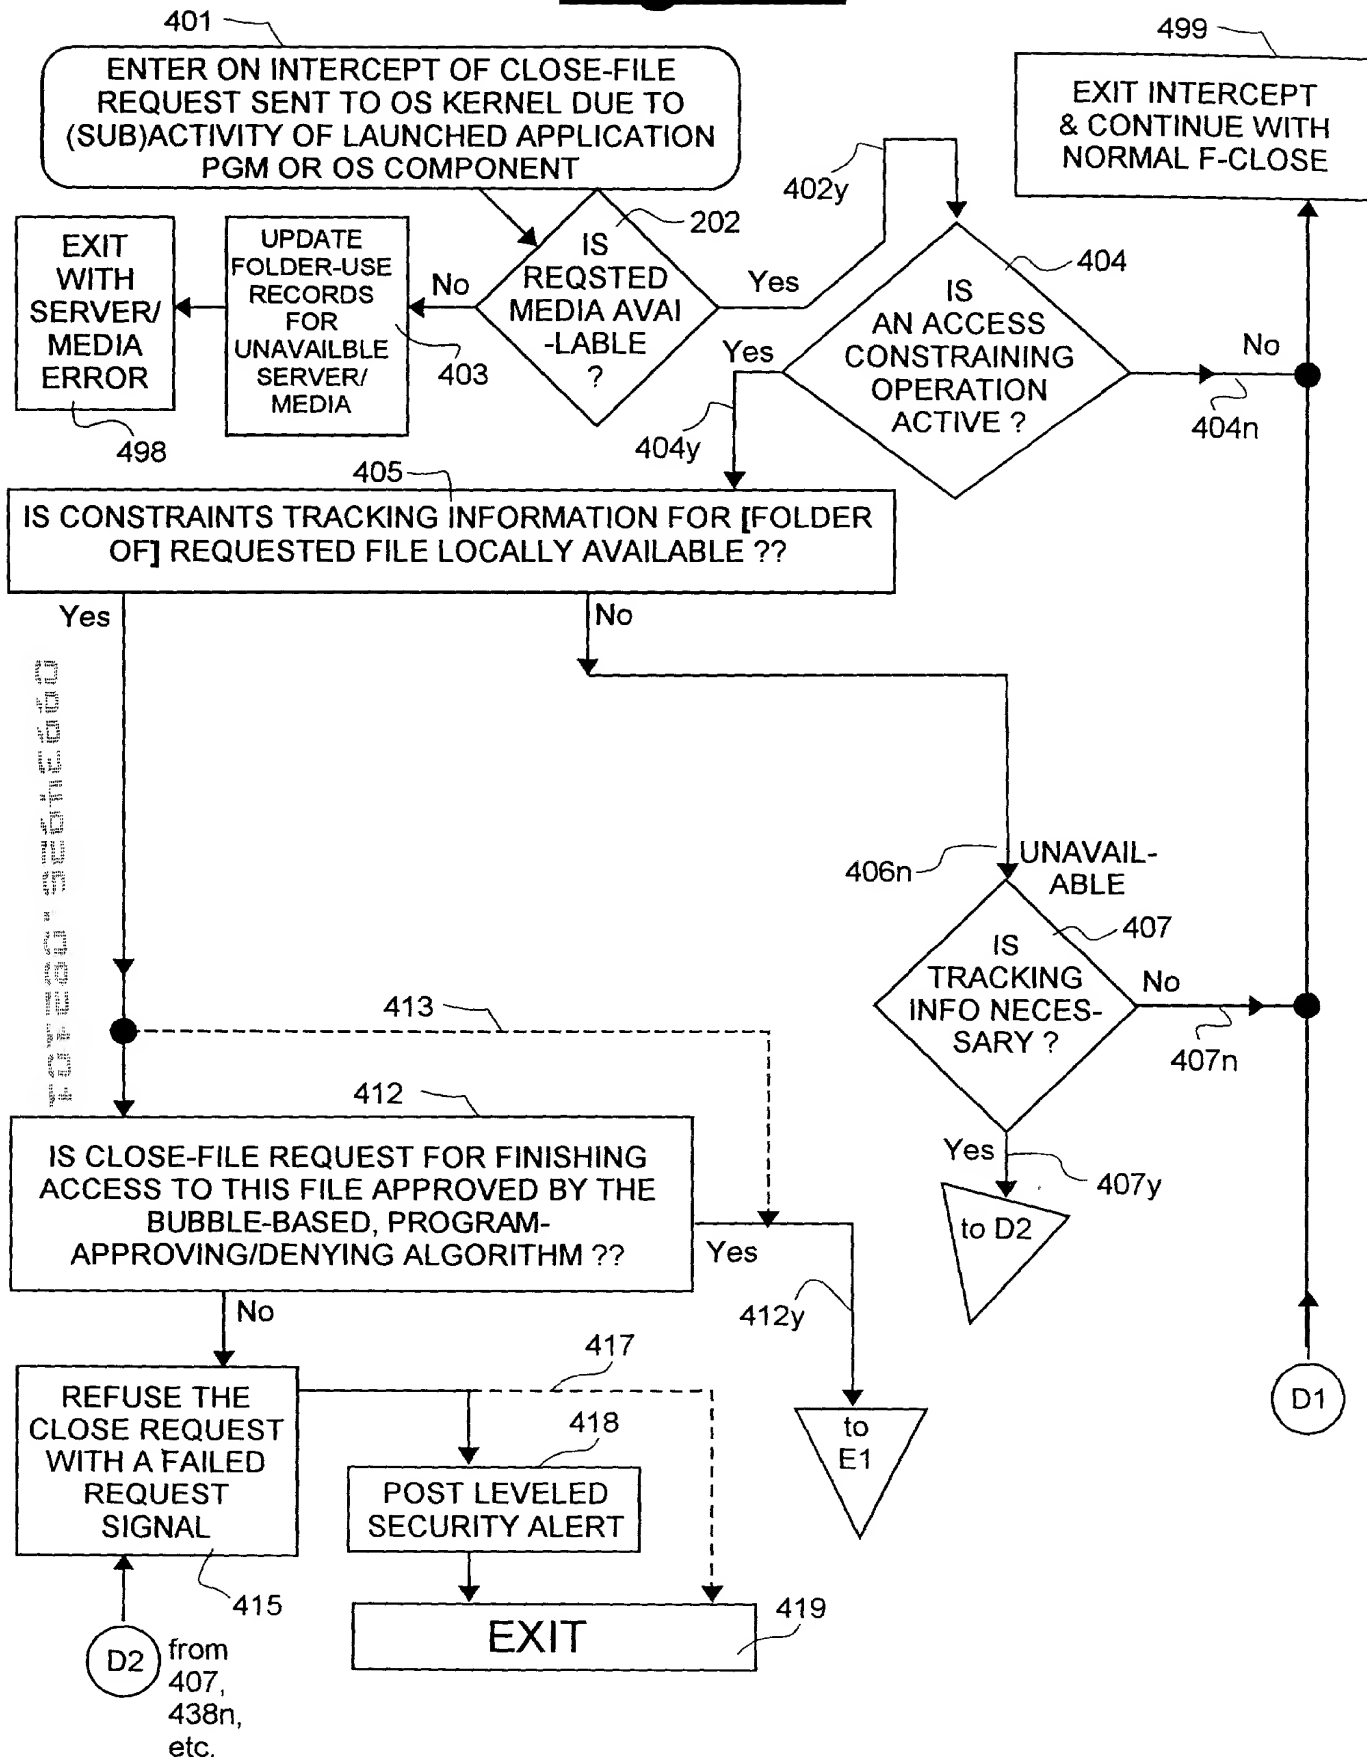 401
ENTER ON INTERCEPT OF CLOSE-FILE
REQUEST SENT TO OS KERNEL DUE TO
(SUB)ACTIVITY OF LAUNCHED APPLICATION
PGM OR OS COMPONENT
499
EXIT INTERCEPT
& CONTINUE WITH
NORMAL F-CLOSE
402y
202
IS
REQSTED
MEDIA AVAI
-LABLE
?
No
Yes
UPDATE
FOLDER-USE
RECORDS
FOR
UNAVAILBLE
SERVER/
MEDIA
403
EXIT
WITH
SERVER/
MEDIA
ERROR
498
404
IS
AN ACCESS
CONSTRAINING
OPERATION
ACTIVE ?
Yes
404y
No
404n
405
IS CONSTRAINTS TRACKING INFORMATION FOR [FOLDER
OF] REQUESTED FILE LOCALLY AVAILABLE ??
Yes
No
406n
UNAVAIL-
ABLE
407
IS
TRACKING
INFO NECES-
SARY ?
No
407n
Yes
407y
to D2
413
412
IS CLOSE-FILE REQUEST FOR FINISHING
ACCESS TO THIS FILE APPROVED BY THE
BUBBLE-BASED, PROGRAM-
APPROVING/DENYING ALGORITHM ??
Yes
412y
No
to
E1
D1
REFUSE THE
CLOSE REQUEST
WITH A FAILED
REQUEST
SIGNAL
415
417
418
POST LEVELED
SECURITY ALERT
EXIT
419
D2
from
407,
438n,
etc.